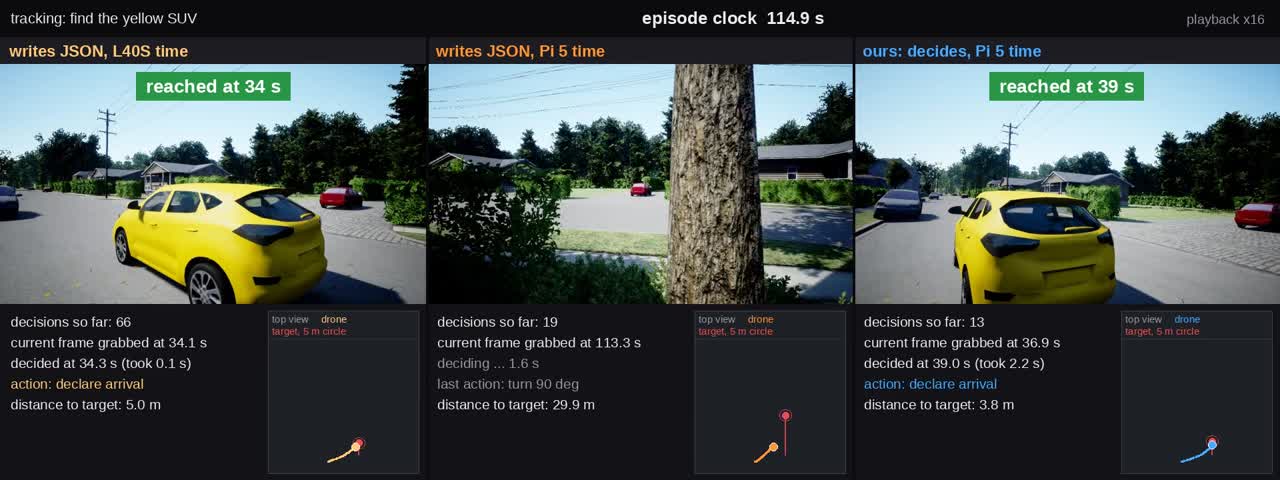 tracking: find the yellow SUV
episode clock 114.9 s
playback x16
writes JSON, L40S time
reached at 34 s
decisions so far: 66
current frame grabbed at 34.1 s
decided at 34.3 s (took 0.1 s)
action: declare arrival
distance to target: 5.0 m
top view drone
target, 5 m circle
writes JSON, Pi 5 time
decisions so far: 19
current frame grabbed at 113.3 s
deciding ... 1.6 s
last action: turn 90 deg
distance to target: 29.9 m
top view drone
target, 5 m circle
ours: decides, Pi 5 time
reached at 39 s
decisions so far: 13
current frame grabbed at 36.9 s
decided at 39.0 s (took 2.2 s)
action: declare arrival
distance to target: 3.8 m
top view drone
target, 5 m circle